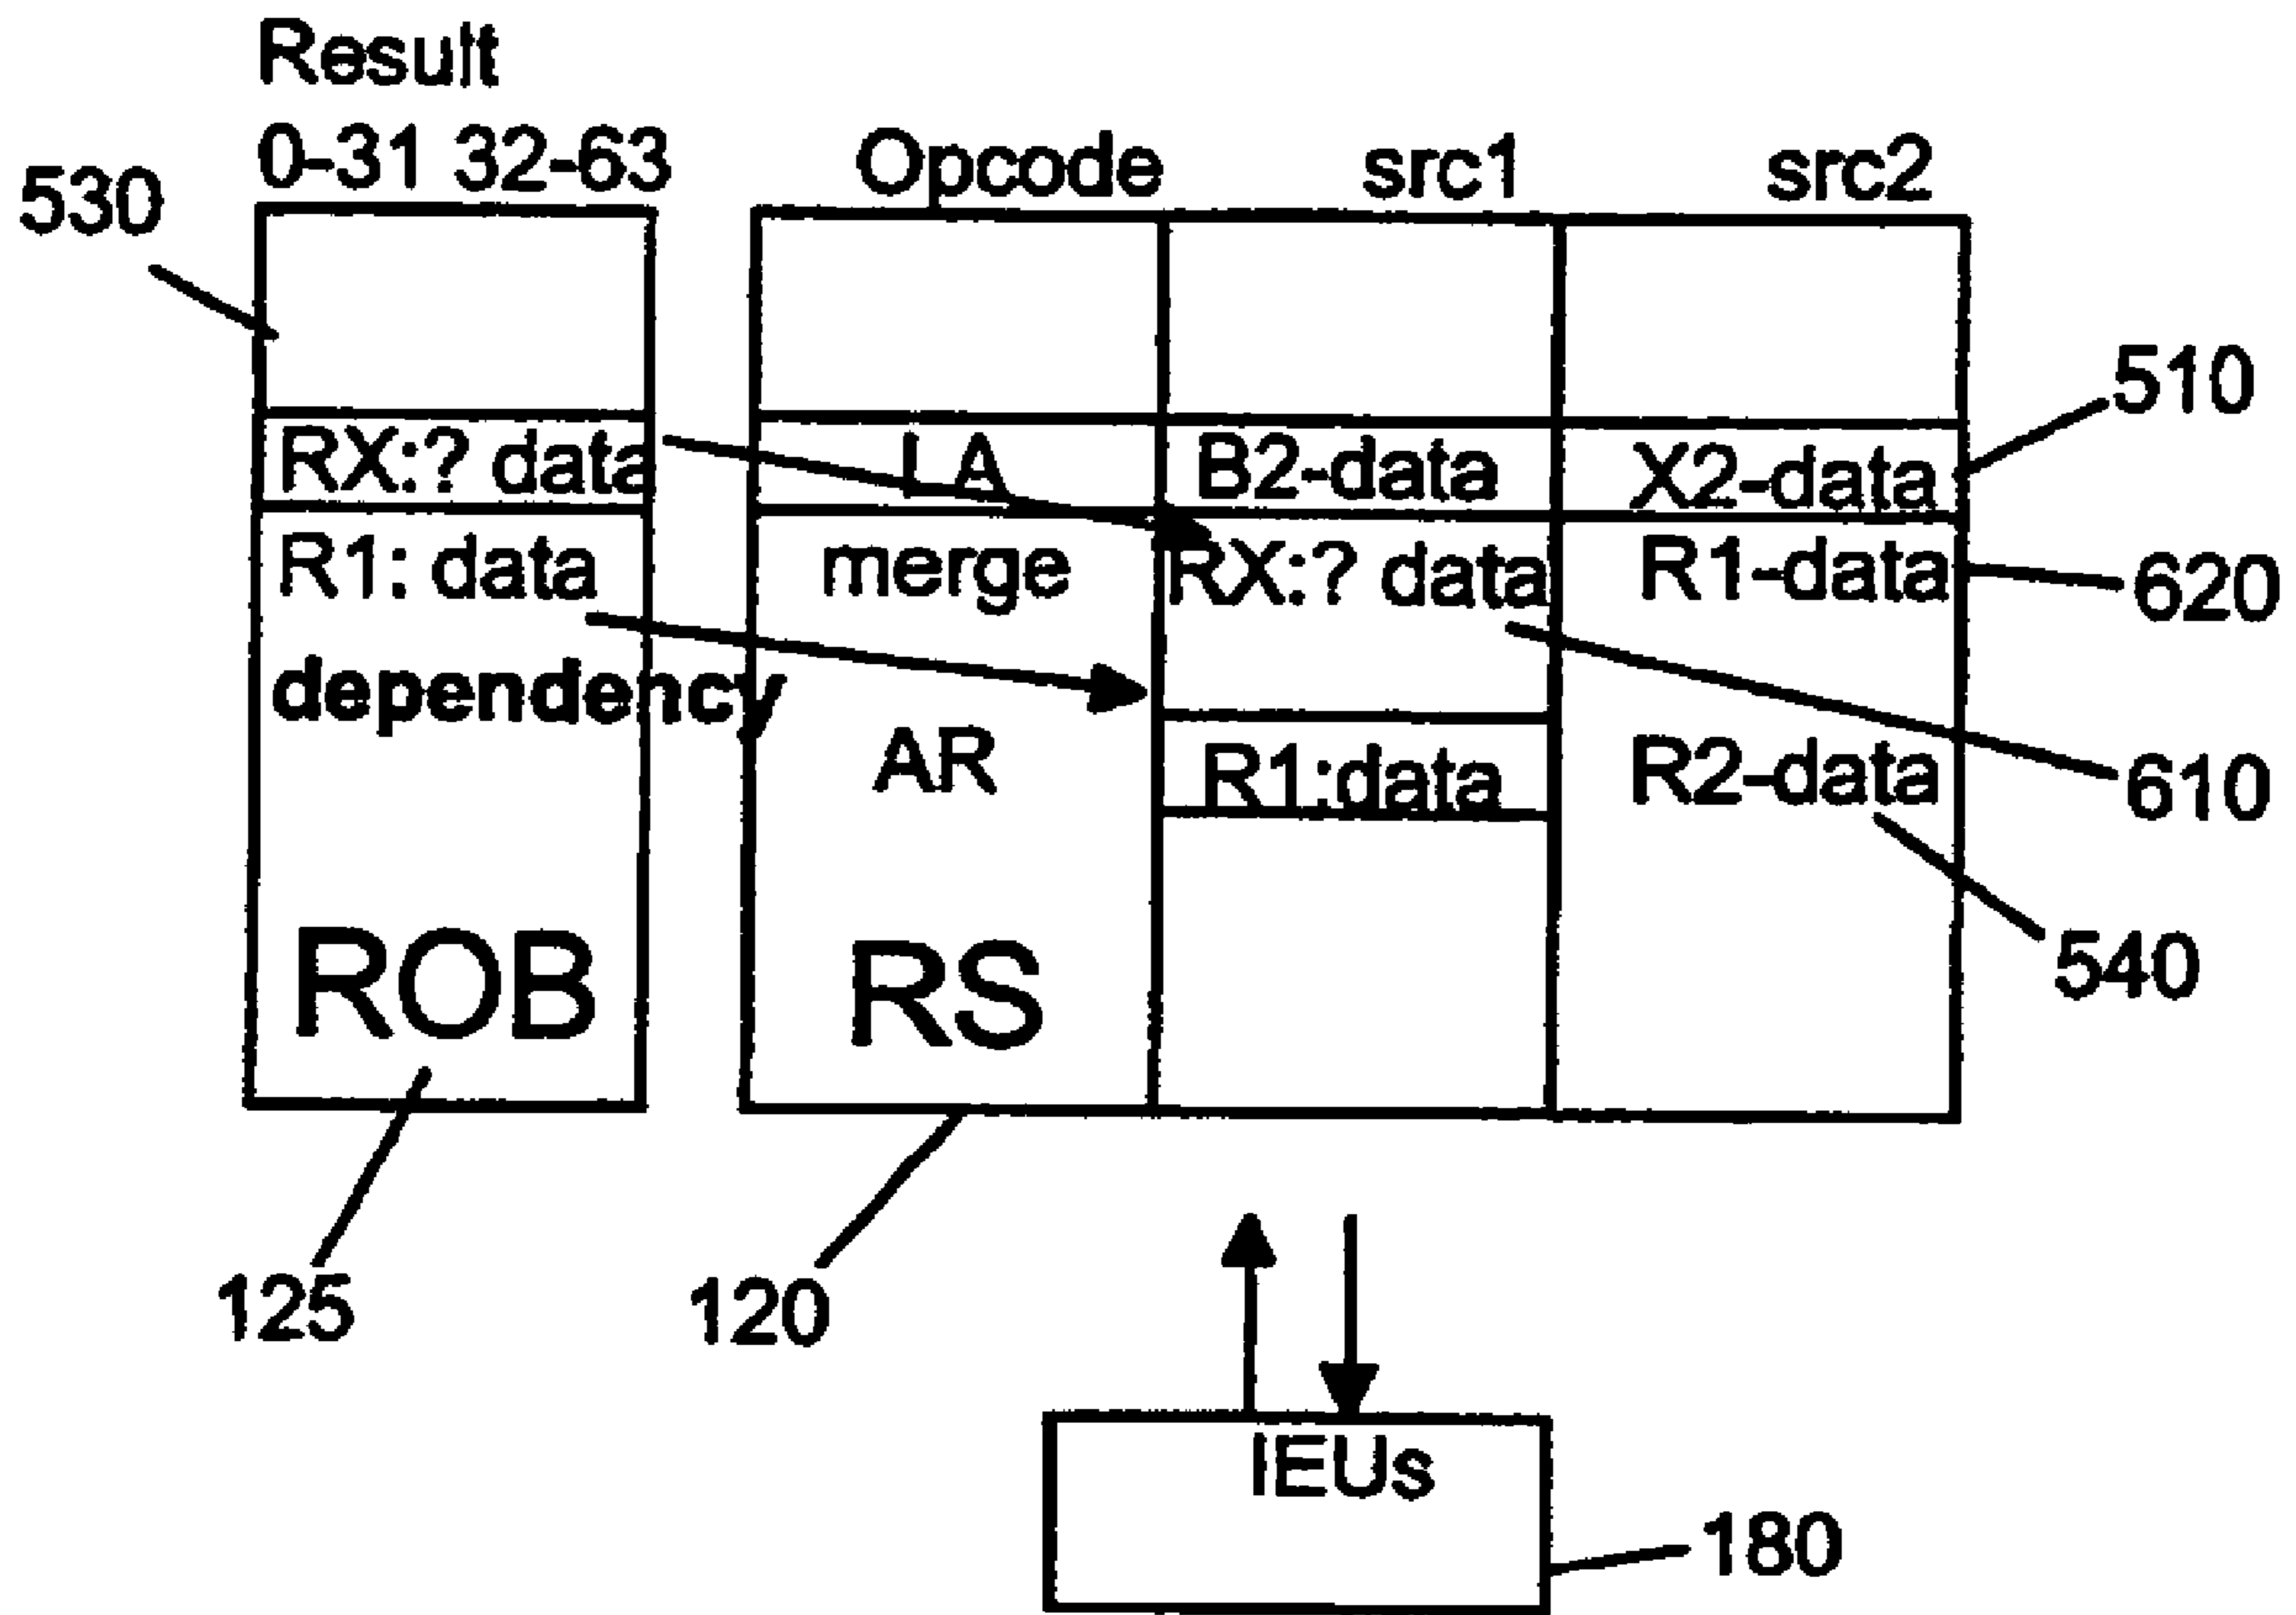 Result
0-31 32-63
Opcode src1 src2
530
510
RX:? data LA B2-data X2-data
R1: data merge RX:? data R1-data
620
dependency
AR R1:data R2-data
610
540
ROB RS
125 120
IEUs
180